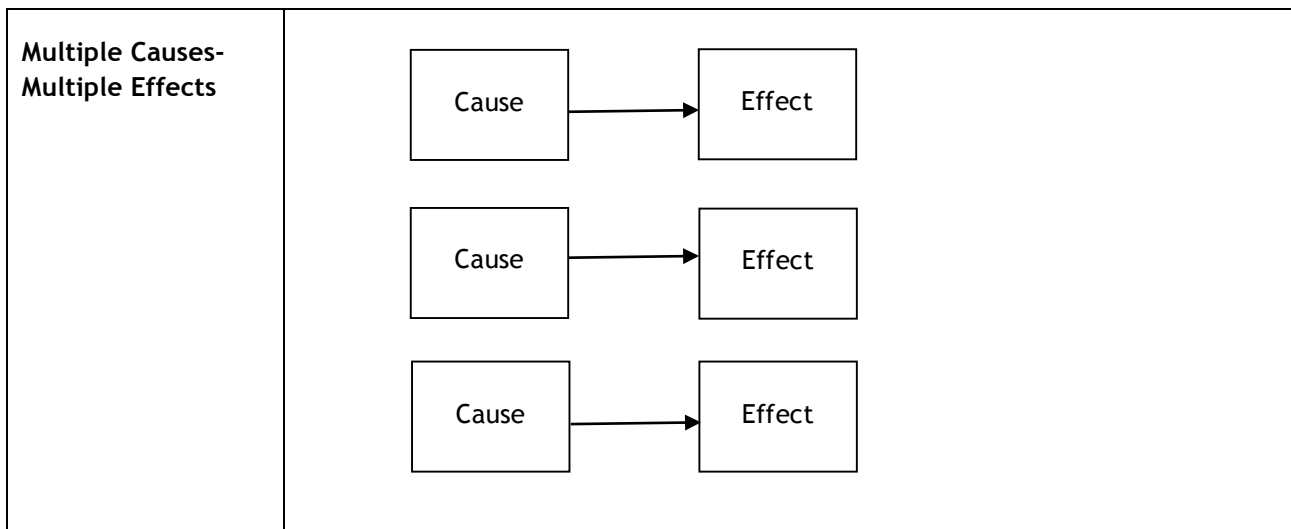 Multiple Causes-
Multiple Effects
Cause
Effect
Cause
Effect
Cause
Effect